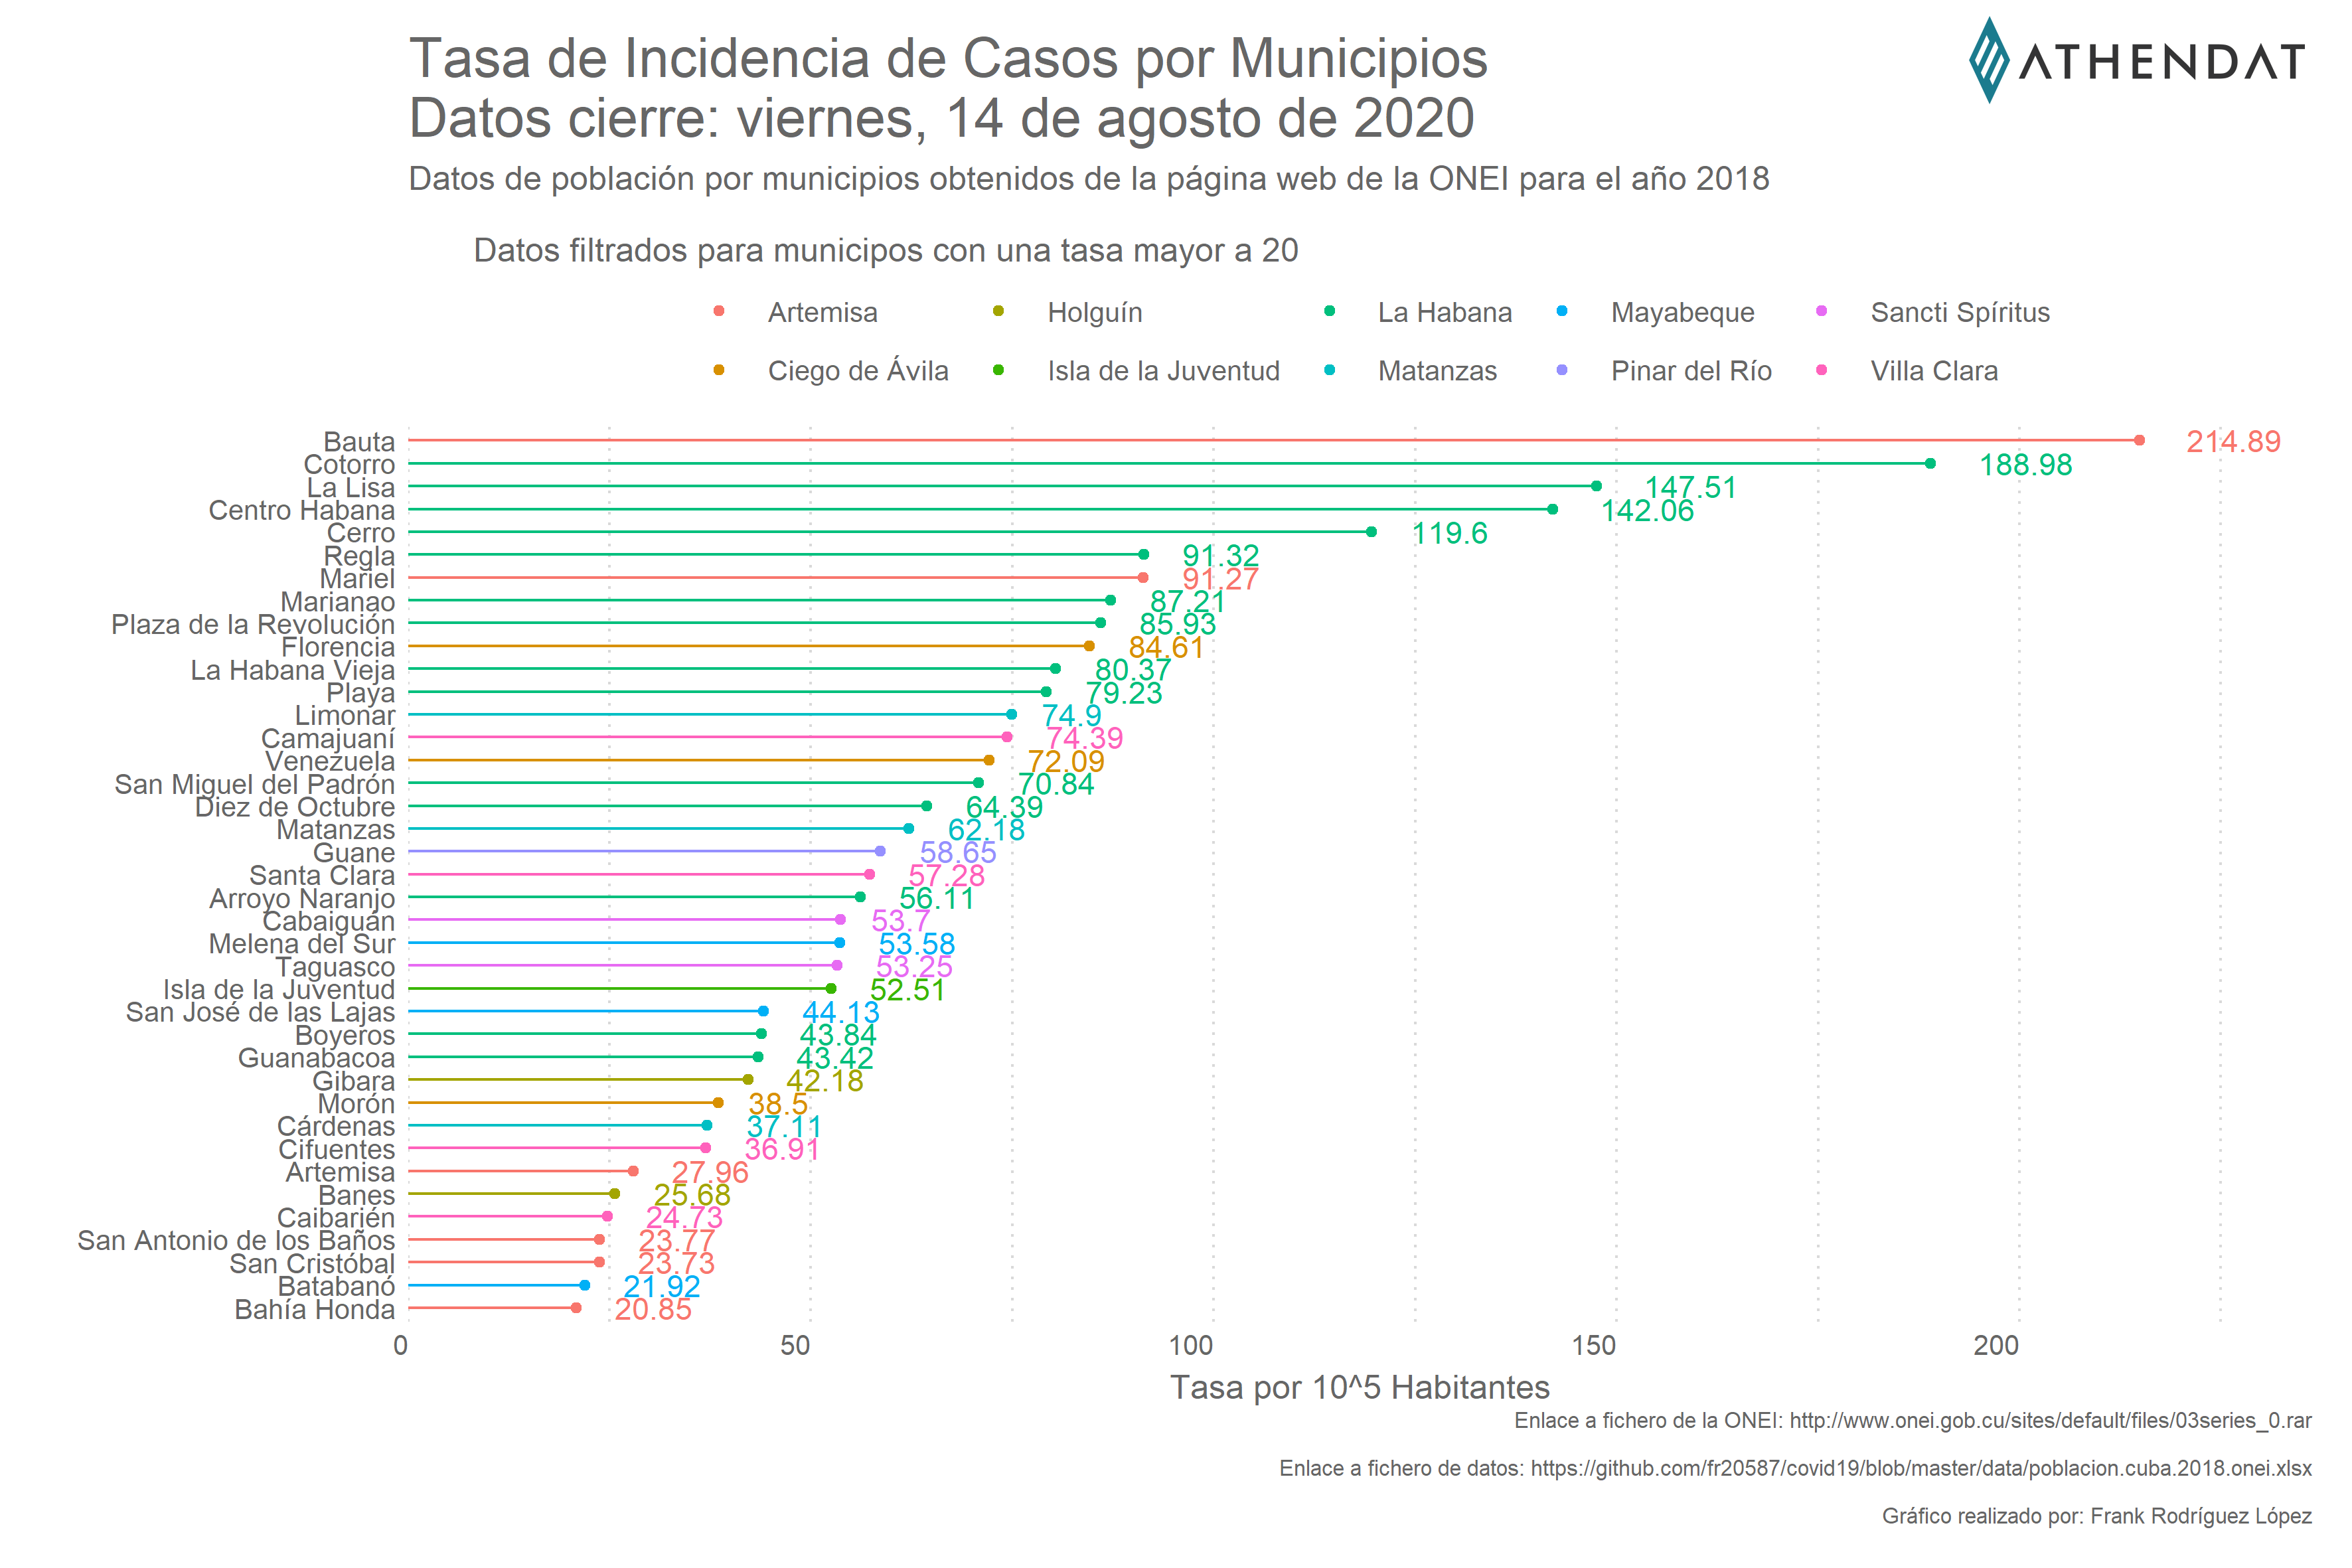 Tasa de Incidencia de Casos por Municipios
ATHENDAT
Datos cierre: viernes, 14 de agosto de 2020
Datos de población por municipios obtenidos de la página web de la ONEI para el año 2018
Datos filtrados para municipos con una tasa mayor a 20
Artemisa Holguín La Habana Mayabeque Sancti Spíritus
Ciego de Ávila Isla de la Juventud Matanzas Pinar del Río Villa Clara
Bauta 214.89
Cotorro 188.98
La Lisa 147.51
Centro Habana 142.06
Cerro 119.6
Regla 91.32
Mariel 91.27
Marianao 87.21
Plaza de la Revolución 85.93
Florencia 84.61
La Habana Vieja 80.37
Playa 79.23
Limonar 74.9
Camajuaní 74.39
Venezuela 72.09
San Miguel del Padrón 70.84
Diez de Octubre 64.39
Matanzas 62.18
Guane 58.65
Santa Clara 57.28
Arroyo Naranjo 56.11
Cabaiguán 53.7
Melena del Sur 53.58
Taguasco 53.25
Isla de la Juventud 52.51
San José de las Lajas 44.13
Boyeros 43.84
Guanabacoa 43.42
Gibara 42.18
Morón 38.5
Cárdenas 37.11
Cifuentes 36.91
Artemisa 27.96
Banes 25.68
Caibarién 24.73
San Antonio de los Baños 23.77
San Cristóbal 23.73
Batabanó 21.92
Bahía Honda 20.85
0 50 100 150 200
Tasa por 10^5 Habitantes
Enlace a fichero de la ONEI: http://www.onei.gob.cu/sites/default/files/03series_0.rar
Enlace a fichero de datos: https://github.com/fr20587/covid19/blob/master/data/poblacion.cuba.2018.onei.xlsx
Gráfico realizado por: Frank Rodríguez López